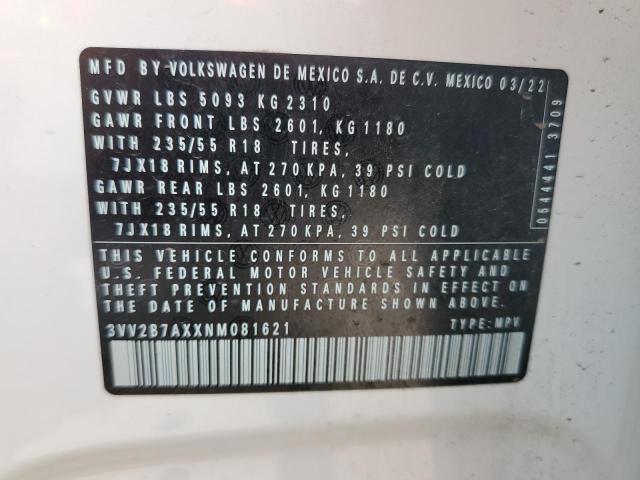 MFD BY VOLKSWAGEN DE MEXICO S.A. DE C.V. MEXICO 03/22
GVWR LBS 5093 KG 2310
GAWR FRONT LBS 2601, KG 1180
WITH 235/55 R18 TIRES,
7JX18 RIMS, AT 270 KPA, 39 PSI COLD
GAWR REAR LBS 2601, KG 1180
WITH 235/55 R18 TIRES,
7JX18 RIMS, AT 270 KPA, 39 PSI COLD
0644441 3709
THIS VEHICLE CONFORMS TO ALL APPLICABLE
U.S. FEDERAL MOTOR VEHICLE SAFETY AND
THEFT PREVENTION STANDARDS IN EFFECT ON
THE DATE OF MANUFACTURE SHOWN ABOVE.
3VV2B7AXXNM081621 TYPE: MPV